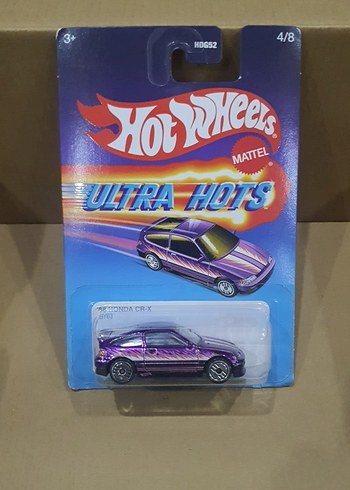 3+
HDG52
4/8
Hot Wheels
MATTEL
ULTRA HOTS
'88 HONDA CR-X